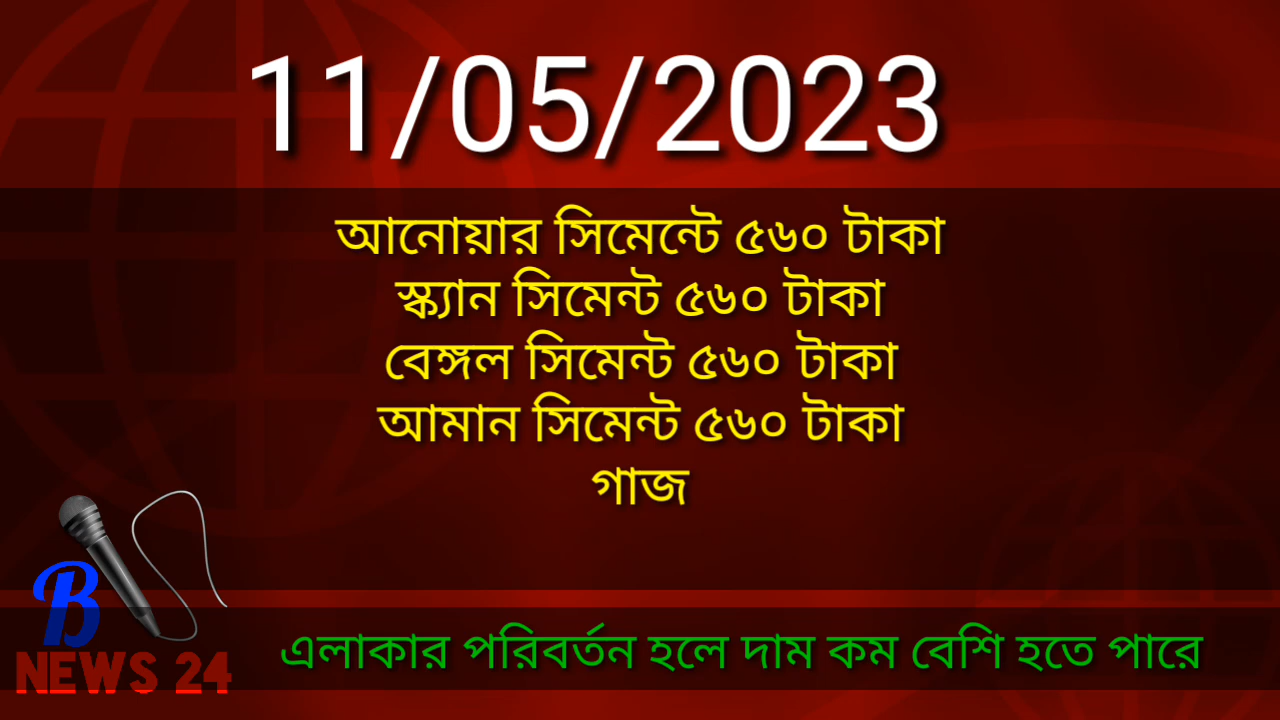 11/05/2023
আনোয়ার সিমেন্টে ৫৬০ টাকা
স্ক্যান সিমেন্ট ৫৬০ টাকা
বেঙ্গল সিমেন্ট ৫৬০ টাকা
আমান সিমেন্ট ৫৬০ টাকা
গাজ
B
NEWS 24
এলাকার পরিবর্তন হলে দাম কম বেশি হতে পারে